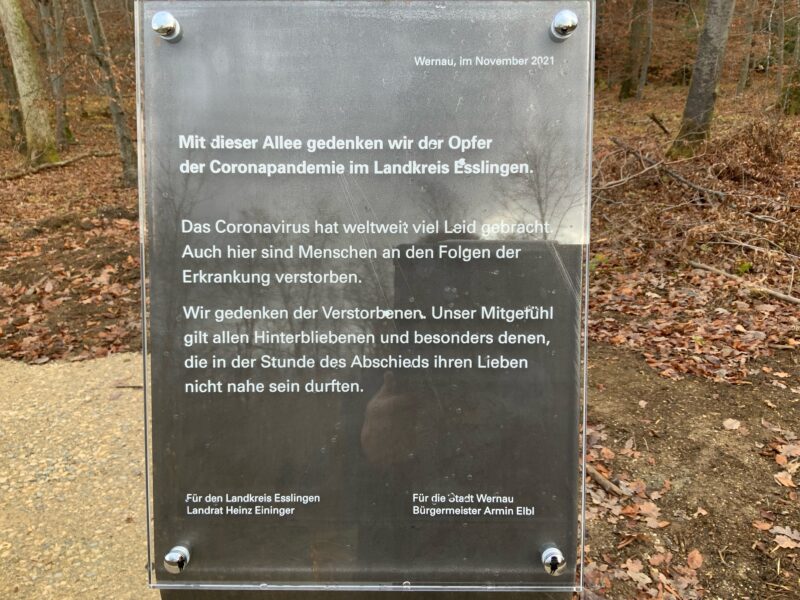 Wernau, im November 2021
Mit dieser Allee gedenken wir der Opfer
der Coronapandemie im Landkreis Esslingen.
Das Coronavirus hat weltweit viel Leid gebracht.
Auch hier sind Menschen an den Folgen der
Erkrankung verstorben.
Wir gedenken der Verstorbenen. Unser Mitgefühl
gilt allen Hinterbliebenen und besonders denen,
die in der Stunde des Abschieds ihren Lieben
nicht nahe sein durften.
Für den Landkreis Esslingen
Landrat Heinz Eininger
Für die Stadt Wernau
Bürgermeister Armin Elbl